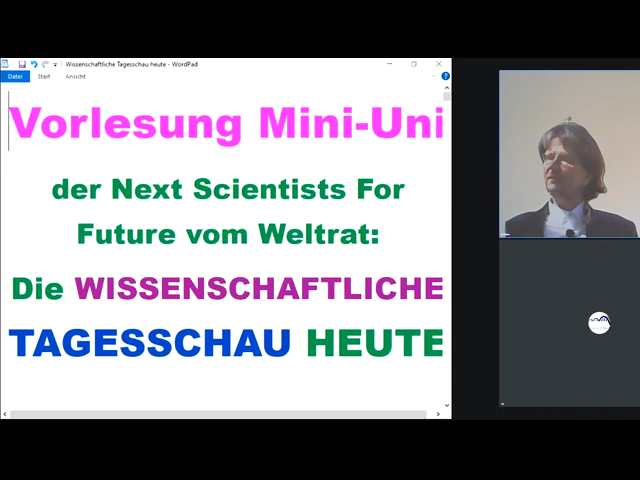 Wissenschaftliche Tagesschau heute - WordPad
Datei Start Ansicht
Vorlesung Mini-Uni
der Next Scientists For
Future vom Weltrat:
Die WISSENSCHAFTLICHE
TAGESSCHAU HEUTE